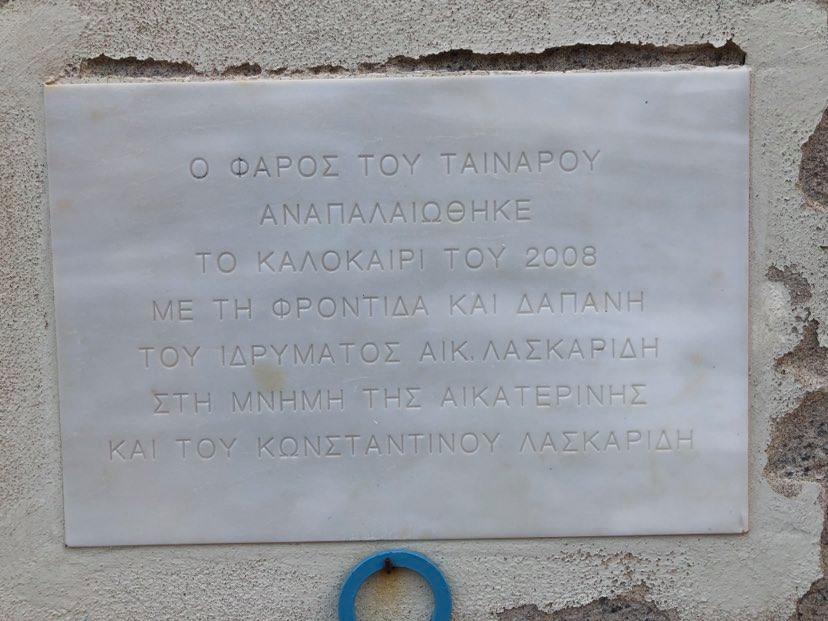 Ο ΦΑΡΟΣ ΤΟΥ ΤΑΙΝΑΡΟΥ
ΑΝΑΠΑΛΑΙΩΘΗΚΕ
ΤΟ ΚΑΛΟΚΑΙΡΙ ΤΟΥ 2008
ΜΕ ΤΗ ΦΡΟΝΤΙΔΑ ΚΑΙ ΔΑΠΑΝΗ
ΤΟΥ ΙΔΡΥΜΑΤΟΣ ΑΙΚ. ΛΑΣΚΑΡΙΔΗ
ΣΤΗ ΜΝΗΜΗ ΤΗΣ ΑΙΚΑΤΕΡΙΝΗΣ
ΚΑΙ ΤΟΥ ΚΩΝΣΤΑΝΤΙΝΟΥ ΛΑΣΚΑΡΙΔΗ